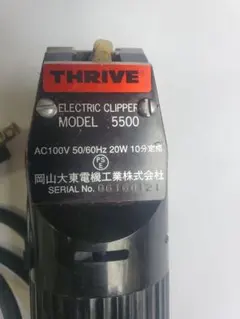 THRIVE®
ELECTRIC CLIPPER
MODEL 5500
AC100V 50/60Hz 20W 10分定格
PSE
岡山大東電機工業株式会社
SERIAL No.